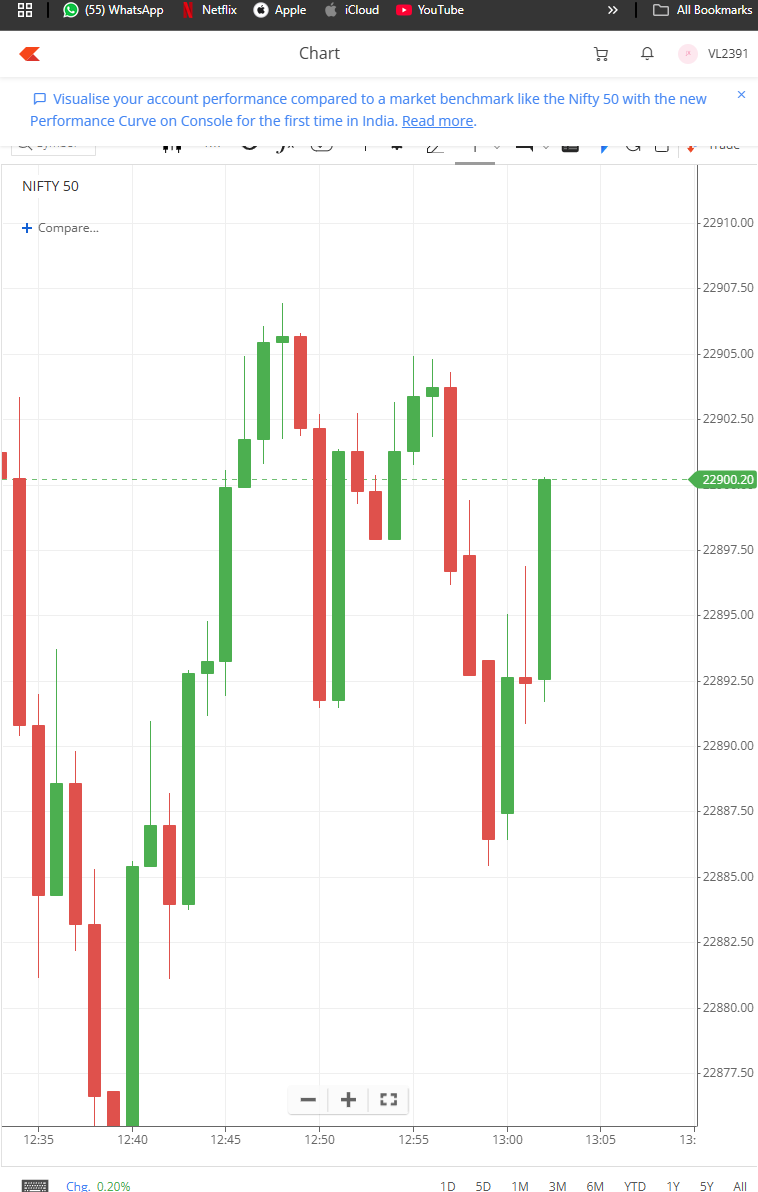 (55) WhatsApp Netflix Apple iCloud YouTube » All Bookmarks
Chart VL2391
Visualise your account performance compared to a market benchmark like the Nifty 50 with the new
Performance Curve on Console for the first time in India. Read more.
NIFTY 50
+ Compare...
22910.00
22907.50
22905.00
22902.50
22900.20
22897.50
22895.00
22892.50
22890.00
22887.50
22885.00
22882.50
22880.00
22877.50
12:35 12:40 12:45 12:50 12:55 13:00 13:05 13:
Chg. 0.20% 1D 5D 1M 3M 6M YTD 1Y 5Y All